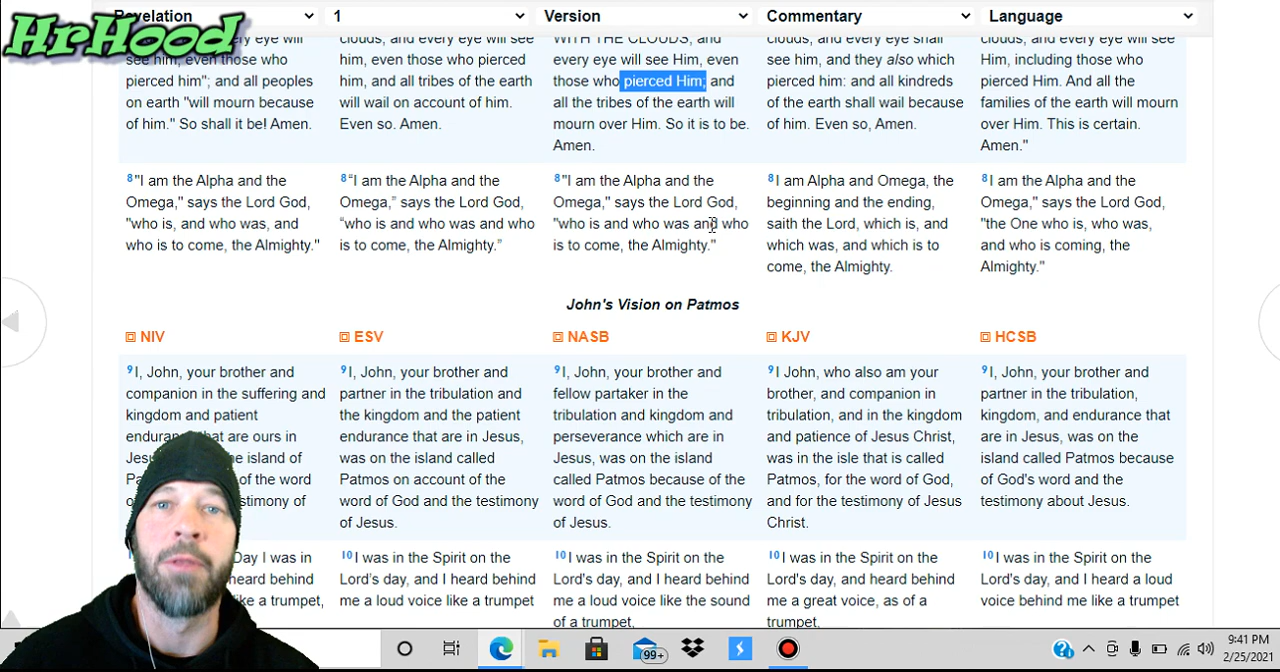 HrHood
Revelation
1
Version
Commentary
Language
every eye will
see him, even those who
pierced him"; and all peoples
on earth "will mourn because
of him." So shall it be! Amen.
clouds, and every eye will see
him, even those who pierced
him, and all tribes of the earth
will wail on account of him.
Even so. Amen.
WITH THE CLOUDS, and
every eye will see Him, even
those who pierced Him; and
all the tribes of the earth will
mourn over Him. So it is to be.
Amen.
clouds, and every eye shall
see him, and they also which
pierced him: and all kindreds
of the earth shall wail because
of him. Even so, Amen.
clouds, and every eye will see
Him, including those who
pierced Him. And all the
families of the earth will mourn
over Him. This is certain.
Amen."
8"I am the Alpha and the
Omega," says the Lord God,
"who is, and who was, and
who is to come, the Almighty."
8“I am the Alpha and the
Omega,” says the Lord God,
“who is and who was and who
is to come, the Almighty.”
8"I am the Alpha and the
Omega," says the Lord God,
"who is and who was and who
is to come, the Almighty."
8I am Alpha and Omega, the
beginning and the ending,
saith the Lord, which is, and
which was, and which is to
come, the Almighty.
8I am the Alpha and the
Omega," says the Lord God,
"the One who is, who was,
and who is coming, the
Almighty."
John's Vision on Patmos
NIV
ESV
NASB
KJV
HCSB
9I, John, your brother and
companion in the suffering and
kingdom and patient
that are ours in
the island of
of the word
testimony of
9I, John, your brother and
partner in the tribulation and
the kingdom and the patient
endurance that are in Jesus,
was on the island called
Patmos on account of the
word of God and the testimony
of Jesus.
9I, John, your brother and
fellow partaker in the
tribulation and kingdom and
perseverance which are in
Jesus, was on the island
called Patmos because of the
word of God and the testimony
of Jesus.
9I John, who also am your
brother, and companion in
tribulation, and in the kingdom
and patience of Jesus Christ,
was in the isle that is called
Patmos, for the word of God,
and for the testimony of Jesus
Christ.
9I, John, your brother and
partner in the tribulation,
kingdom, and endurance that
are in Jesus, was on the
island called Patmos because
of God's word and the
testimony about Jesus.
Day I was in
heard behind
like a trumpet,
10I was in the Spirit on the
Lord’s day, and I heard behind
me a loud voice like a trumpet
10I was in the Spirit on the
Lord's day, and I heard behind
me a loud voice like the sound
of a trumpet,
10I was in the Spirit on the
Lord's day, and heard behind
me a great voice, as of a
trumpet,
10I was in the Spirit on the
Lord's day, and I heard a loud
voice behind me like a trumpet
99+
9:41 PM
2/25/2021